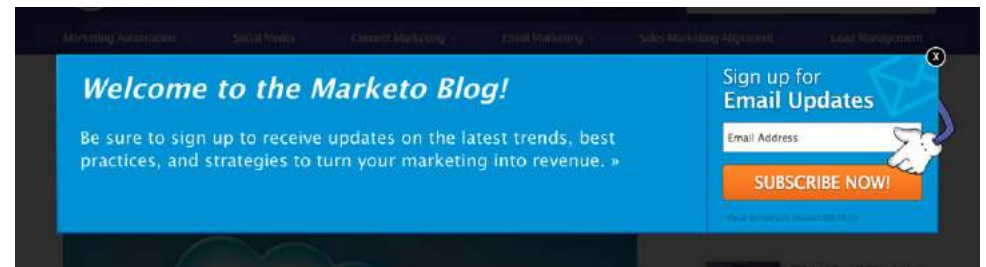 Marketing Automation Social Media Content Marketing Email Marketing Sales Marketing Alignment Lead Management
X
Welcome to the Marketo Blog!
Be sure to sign up to receive updates on the latest trends, best
practices, and strategies to turn your marketing into revenue. »
Sign up for
Email Updates
Email Address
SUBSCRIBE NOW!